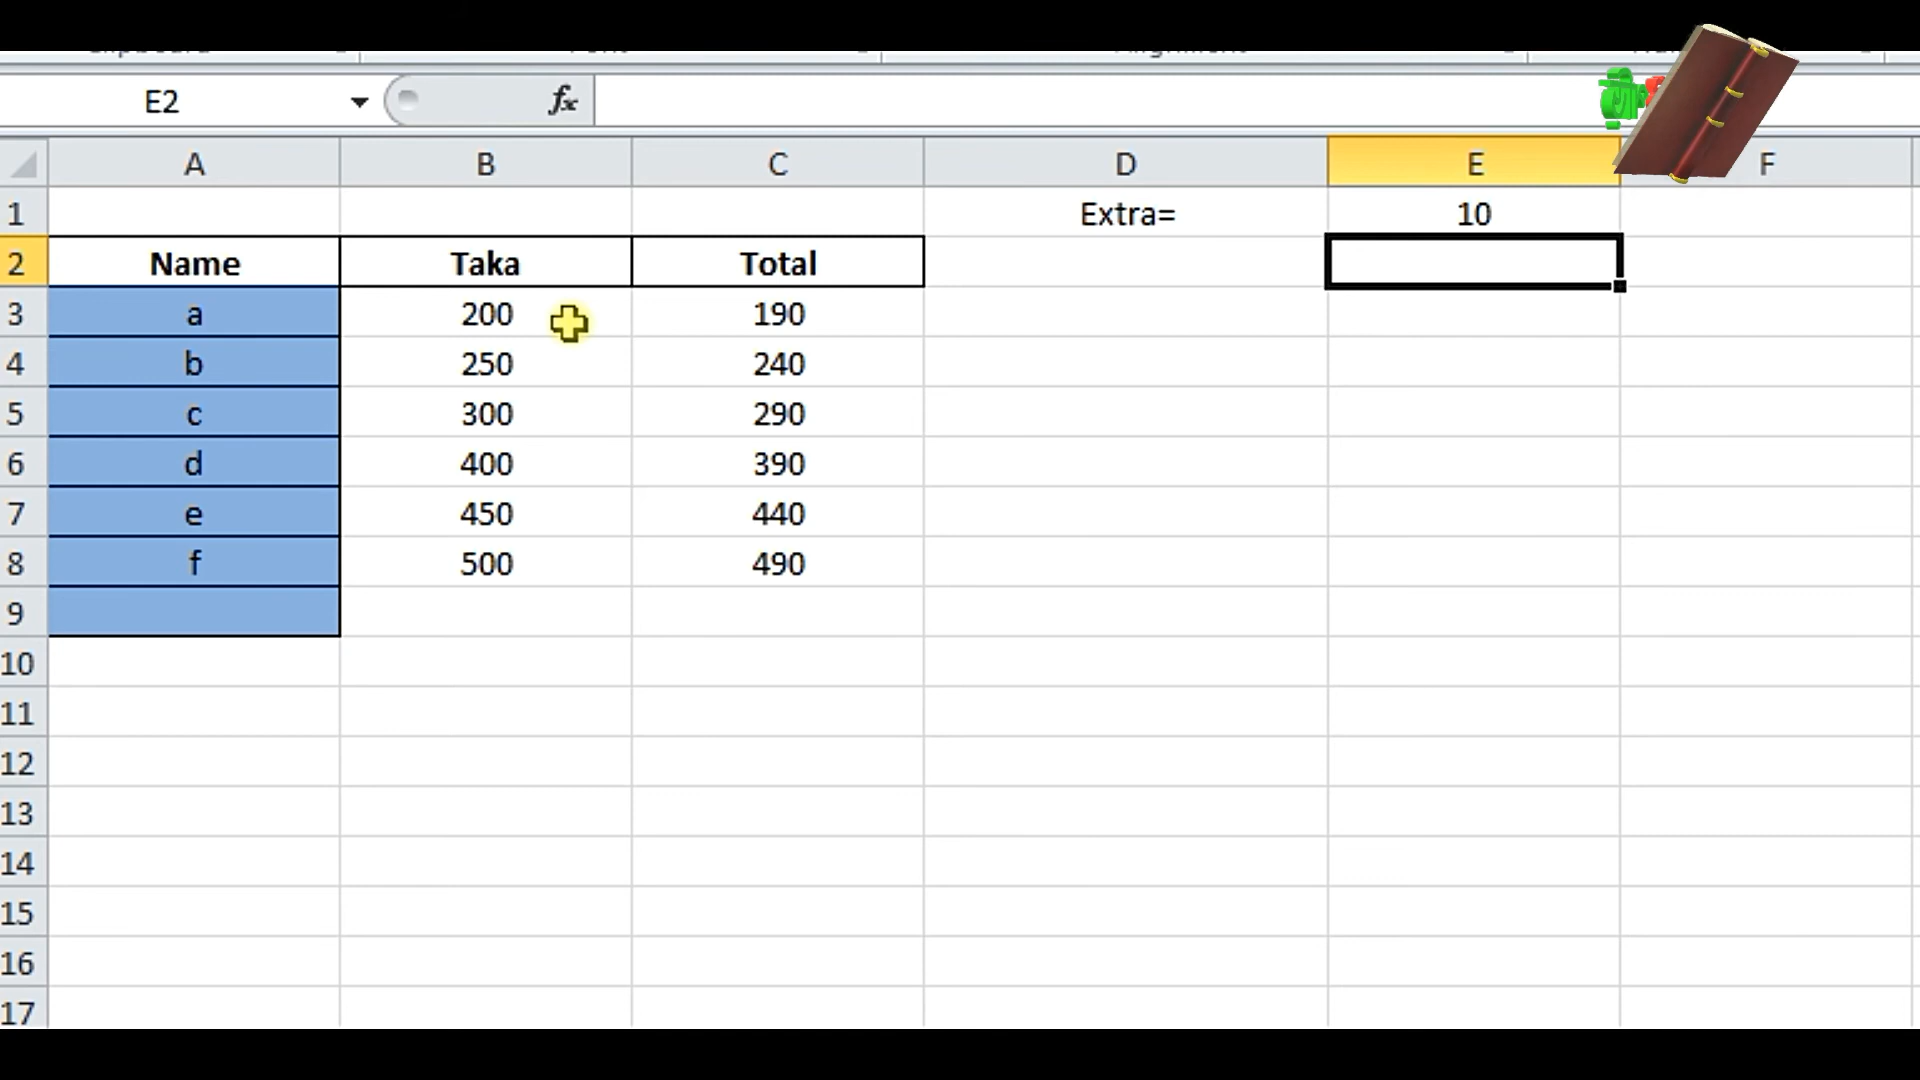 E2 fx
A B C D E F
1 Extra= 10
2 Name Taka Total
3 a 200 190
4 b 250 240
5 c 300 290
6 d 400 390
7 e 450 440
8 f 500 490
9
10
11
12
13
14
15
16
17